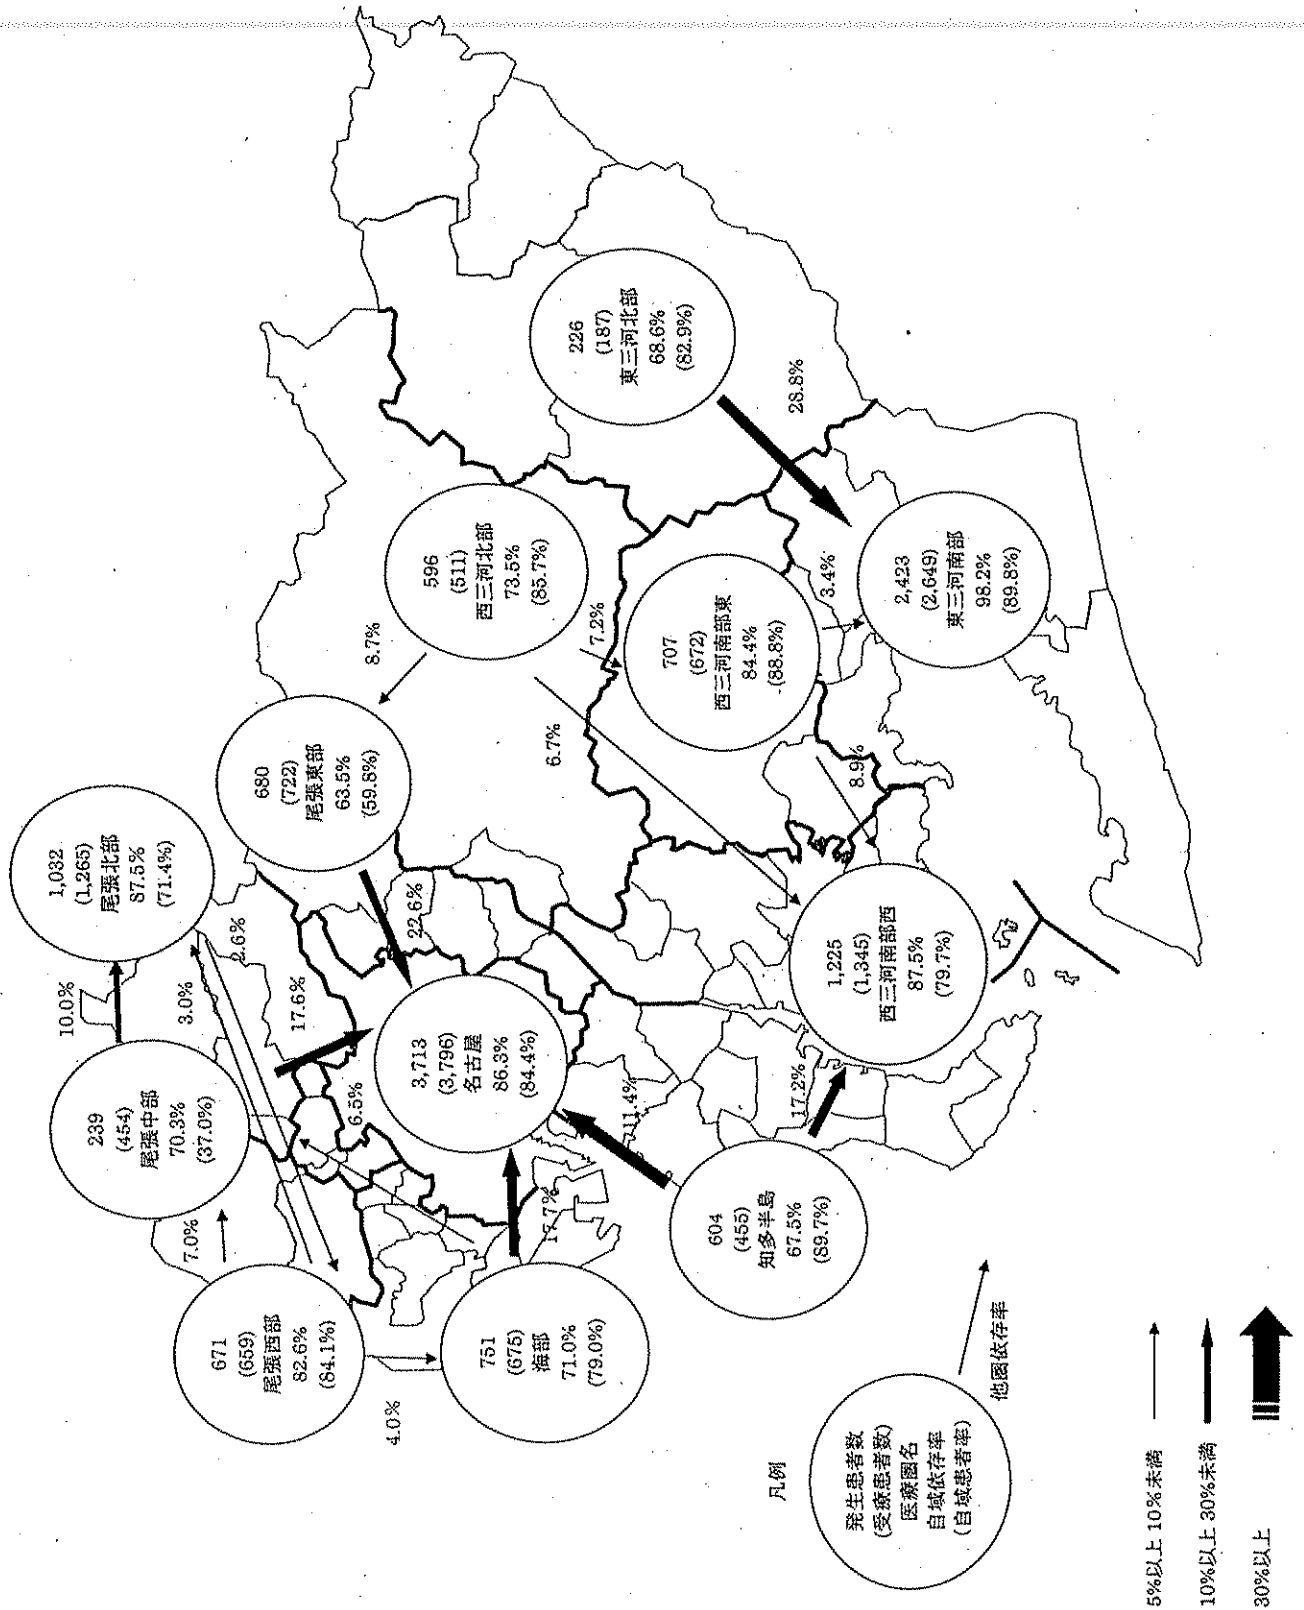 1,032
(1,265)
尾張北部
87.5%
(71.4%)
10.0%
2.6%
3.0%
239
(454)
尾張中部
70.3%
(37.0%)
7.0%
17.6%
6.5%
671
(659)
尾張西部
82.6%
(84.1%)
4.0%
680
(722)
尾張東部
63.5%
(59.8%)
22.6%
8.7%
3,713
(3,796)
名古屋
86.3%
(84.4%)
751
(675)
海部
71.0%
(79.0%)
17.7%
11.4%
596
(511)
西三河北部
73.5%
(85.7%)
7.2%
6.7%
226
(187)
東三河北部
68.6%
(82.9%)
28.8%
707
(672)
西三河南部東
84.4%
(88.8%)
3.4%
8.9%
604
(455)
知多半島
67.5%
(89.7%)
17.2%
1,225
(1,345)
西三河南部西
87.5%
(79.7%)
2,423
(2,649)
東三河南部
98.2%
(89.8%)
凡例
発生患者数
(受療患者数)
医療圏名
自域依存率
(自域患者率)
他圏依存率
5%以上 10%未満
10%以上 30%未満
30%以上